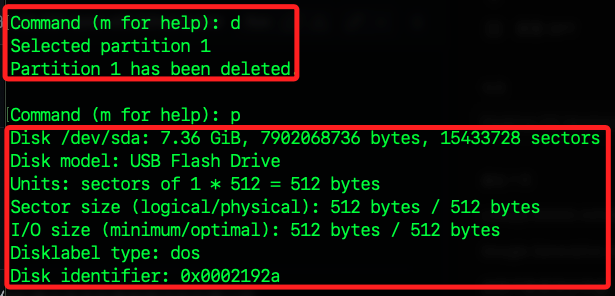 Command (m for help): d
Selected partition 1
Partition 1 has been deleted.
Command (m for help): p
Disk /dev/sda: 7.36 GiB, 7902068736 bytes, 15433728 sectors
Disk model: USB Flash Drive
Units: sectors of 1 * 512 = 512 bytes
Sector size (logical/physical): 512 bytes / 512 bytes
I/O size (minimum/optimal): 512 bytes / 512 bytes
Disklabel type: dos
Disk identifier: 0x0002192a